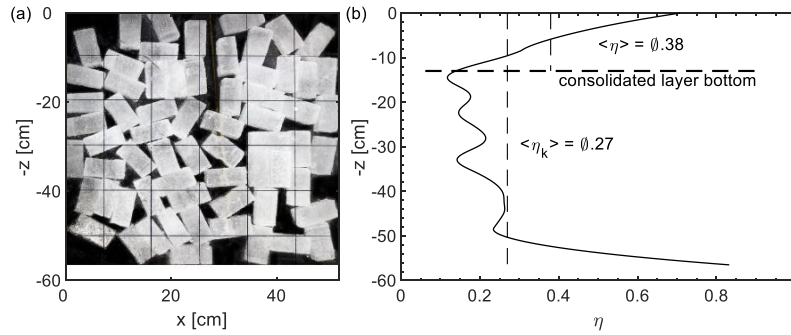 (a)
0
-20
-40
-60
-z [cm]
0
20
40
x [cm]
(b)
0
-10
-20
-30
-40
-50
-60
-z [cm]
<η> = ∅.38
consolidated layer bottom
<ηk> = ∅.27
0
0.2
0.4
0.6
0.8
η